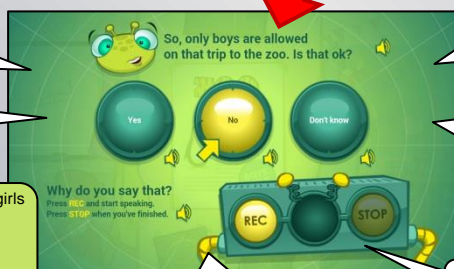 So, only boys are allowed
on that trip to the zoo. Is that ok?
Yes
No
Don't know
girls
Why do you say that?
Press REC and start speaking.
Press STOP when you've finished.
REC
STOP